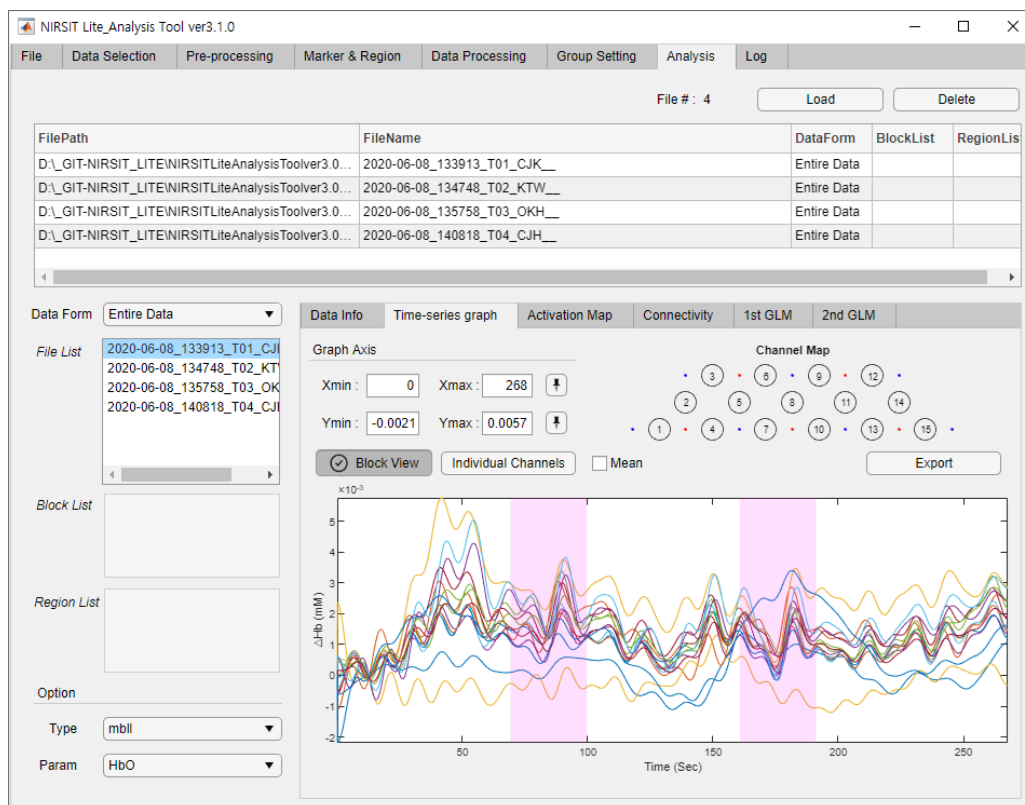 NIRSIT Lite_Analysis Tool ver3.1.0
File Data Selection Pre-processing Marker & Region Data Processing Group Setting Analysis Log
File # : 4 Load Delete
FilePath FileName DataForm BlockList RegionLis
D:\_GIT-NIRSIT_LITE\NIRSITLiteAnalysisToolver3.0... 2020-06-08_133913_T01_CJK__ Entire Data
D:\_GIT-NIRSIT_LITE\NIRSITLiteAnalysisToolver3.0... 2020-06-08_134748_T02_KTW__ Entire Data
D:\_GIT-NIRSIT_LITE\NIRSITLiteAnalysisToolver3.0... 2020-06-08_135758_T03_OKH__ Entire Data
D:\_GIT-NIRSIT_LITE\NIRSITLiteAnalysisToolver3.0... 2020-06-08_140818_T04_CJH__ Entire Data
Data Form Entire Data
File List
2020-06-08_133913_T01_CJI
2020-06-08_134748_T02_KT
2020-06-08_135758_T03_OK
2020-06-08_140818_T04_CJI
Block List
Region List
Option
Type mbll
Param HbO
Data Info Time-series graph Activation Map Connectivity 1st GLM 2nd GLM
Graph Axis
Xmin : 0 Xmax : 268
Ymin : -0.0021 Ymax : 0.0057
Channel Map
3 6 9 12
2 5 8 11 14
1 4 7 10 13 15
Block View Individual Channels Mean Export
×10-3
5
4
3
2
1
0
-1
-2
△Hb (mM)
50 100 150 200 250
Time (Sec)